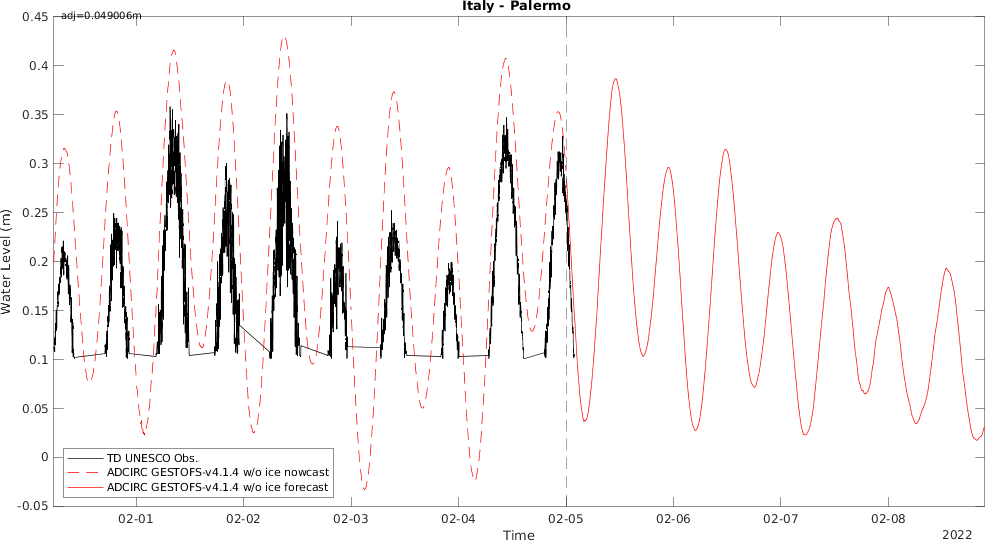 Italy - Palermo
adj=0.049006m
0.45
0.4
0.35
0.3
0.25
0.2
0.15
0.1
0.05
0
-0.05
Water Level (m)
TD UNESCO Obs.
ADCIRC GESTOFS-v4.1.4 w/o ice nowcast
ADCIRC GESTOFS-v4.1.4 w/o ice forecast
02-01 02-02 02-03 02-04 02-05 02-06 02-07 02-08
Time
2022